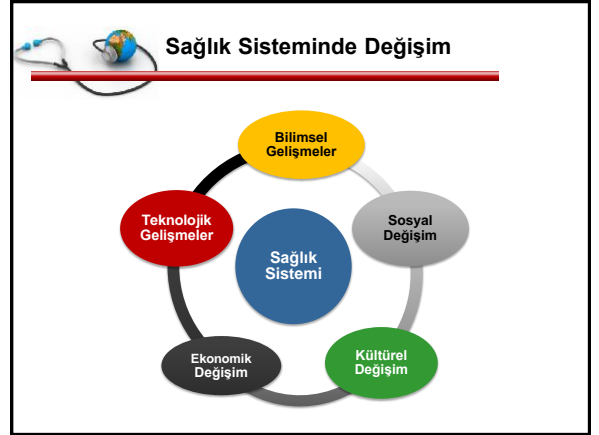 Sağlık Sisteminde Değişim
Bilimsel
Gelişmeler
Sosyal
Değişim
Kültürel
Değişim
Ekonomik
Değişim
Teknolojik
Gelişmeler
Sağlık
Sistemi